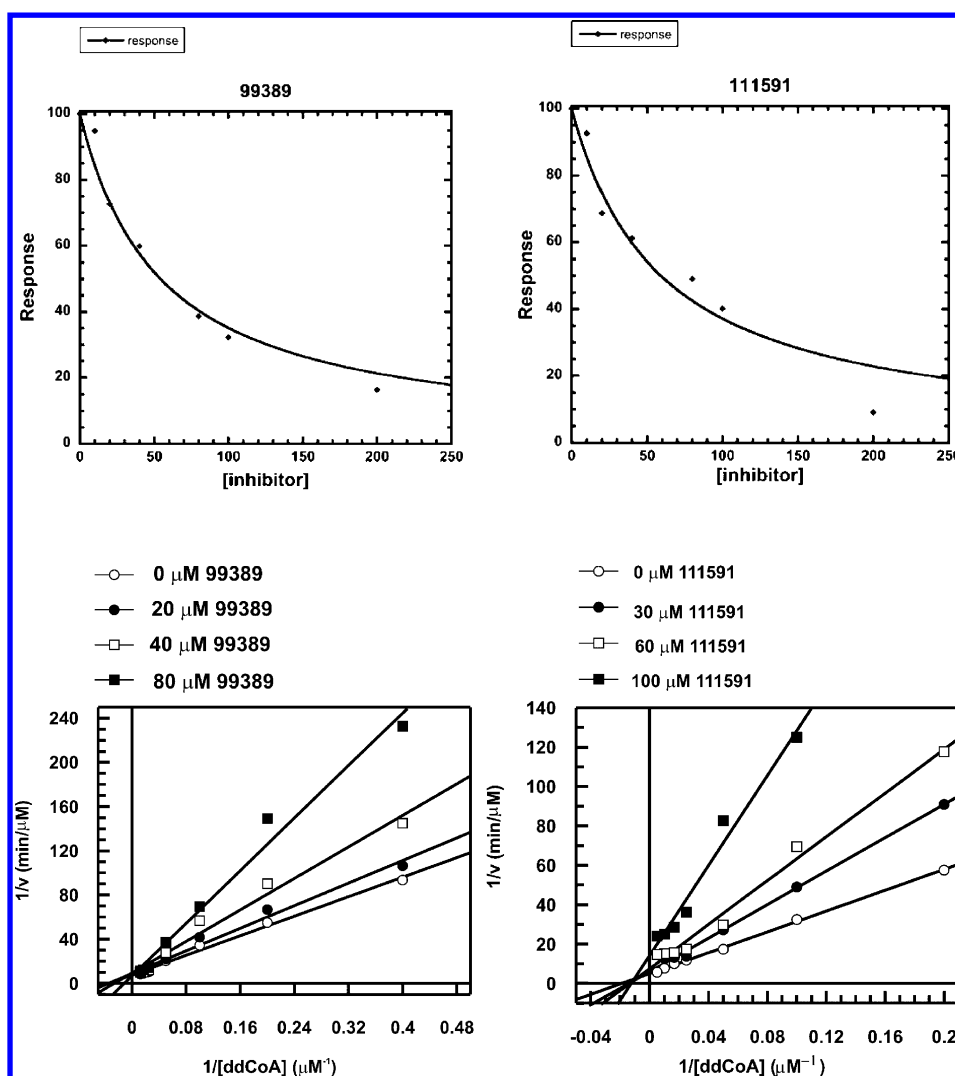 response
99389
100
80
60
40
20
0
Response
0 50 100 150 200 250
[inhibitor]
response
111591
100
80
60
40
20
0
Response
0 50 100 150 200 250
[inhibitor]
0 μM 99389
20 μM 99389
40 μM 99389
80 μM 99389
240
200
160
120
80
40
0
1/v (min/μM)
0 0.08 0.16 0.24 0.32 0.4 0.48
1/[ddCoA] (μM⁻¹)
0 μM 111591
30 μM 111591
60 μM 111591
100 μM 111591
140
120
100
80
60
40
20
0
1/v (min/μM)
-0.04 0 0.04 0.08 0.12 0.16 0.2
1/[ddCoA] (μM⁻¹)